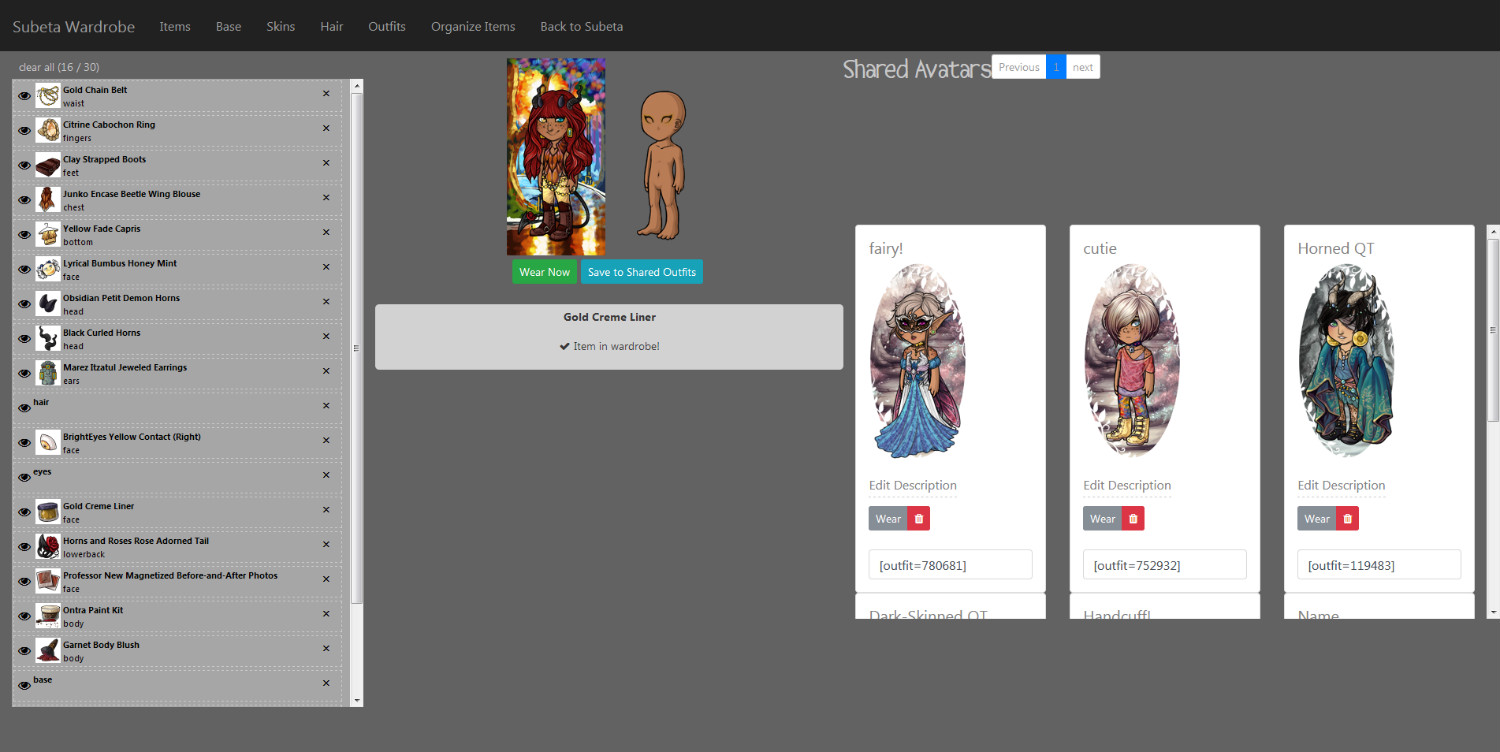 Subeta Wardrobe Items Base Skins Hair Outfits Organize Items Back to Subeta
clear all (16 / 30)
Gold Chain Belt
waist
Citrine Cabochon Ring
fingers
Clay Strapped Boots
feet
Junko Encase Beetle Wing Blouse
chest
Yellow Fade Capris
bottom
Lyrical Bumbus Honey Mint
face
Obsidian Petit Demon Horns
head
Black Curled Horns
head
Marez Itzatul Jeweled Earrings
ears
hair
BrightEyes Yellow Contact (Right)
face
eyes
Gold Creme Liner
face
Horns and Roses Rose Adorned Tail
lowerback
Professor New Magnetized Before-and-After Photos
face
Ontra Paint Kit
body
Garnet Body Blush
body
base
Wear Now Save to Shared Outfits
Gold Creme Liner
Item in wardrobe!
Shared Avatars Previous 1 next
fairy!
Edit Description
Wear
[outfit=780681]
cutie
Edit Description
Wear
[outfit=752932]
Horned QT
Edit Description
Wear
[outfit=119483]
Dark-Skinned QT
Handcuff!
Name